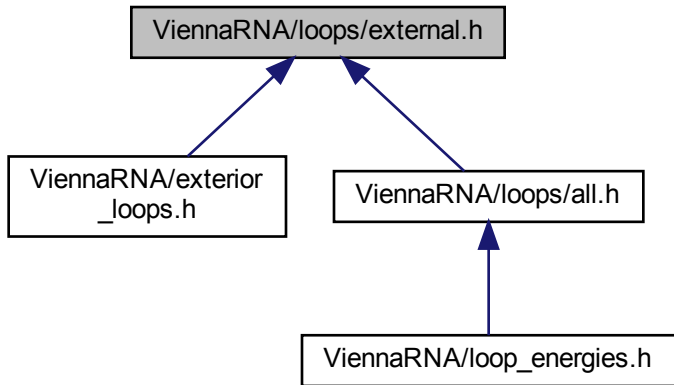 ViennaRNA/loops/external.h
ViennaRNA/exterior
_loops.h
ViennaRNA/loops/all.h
ViennaRNA/loop_energies.h